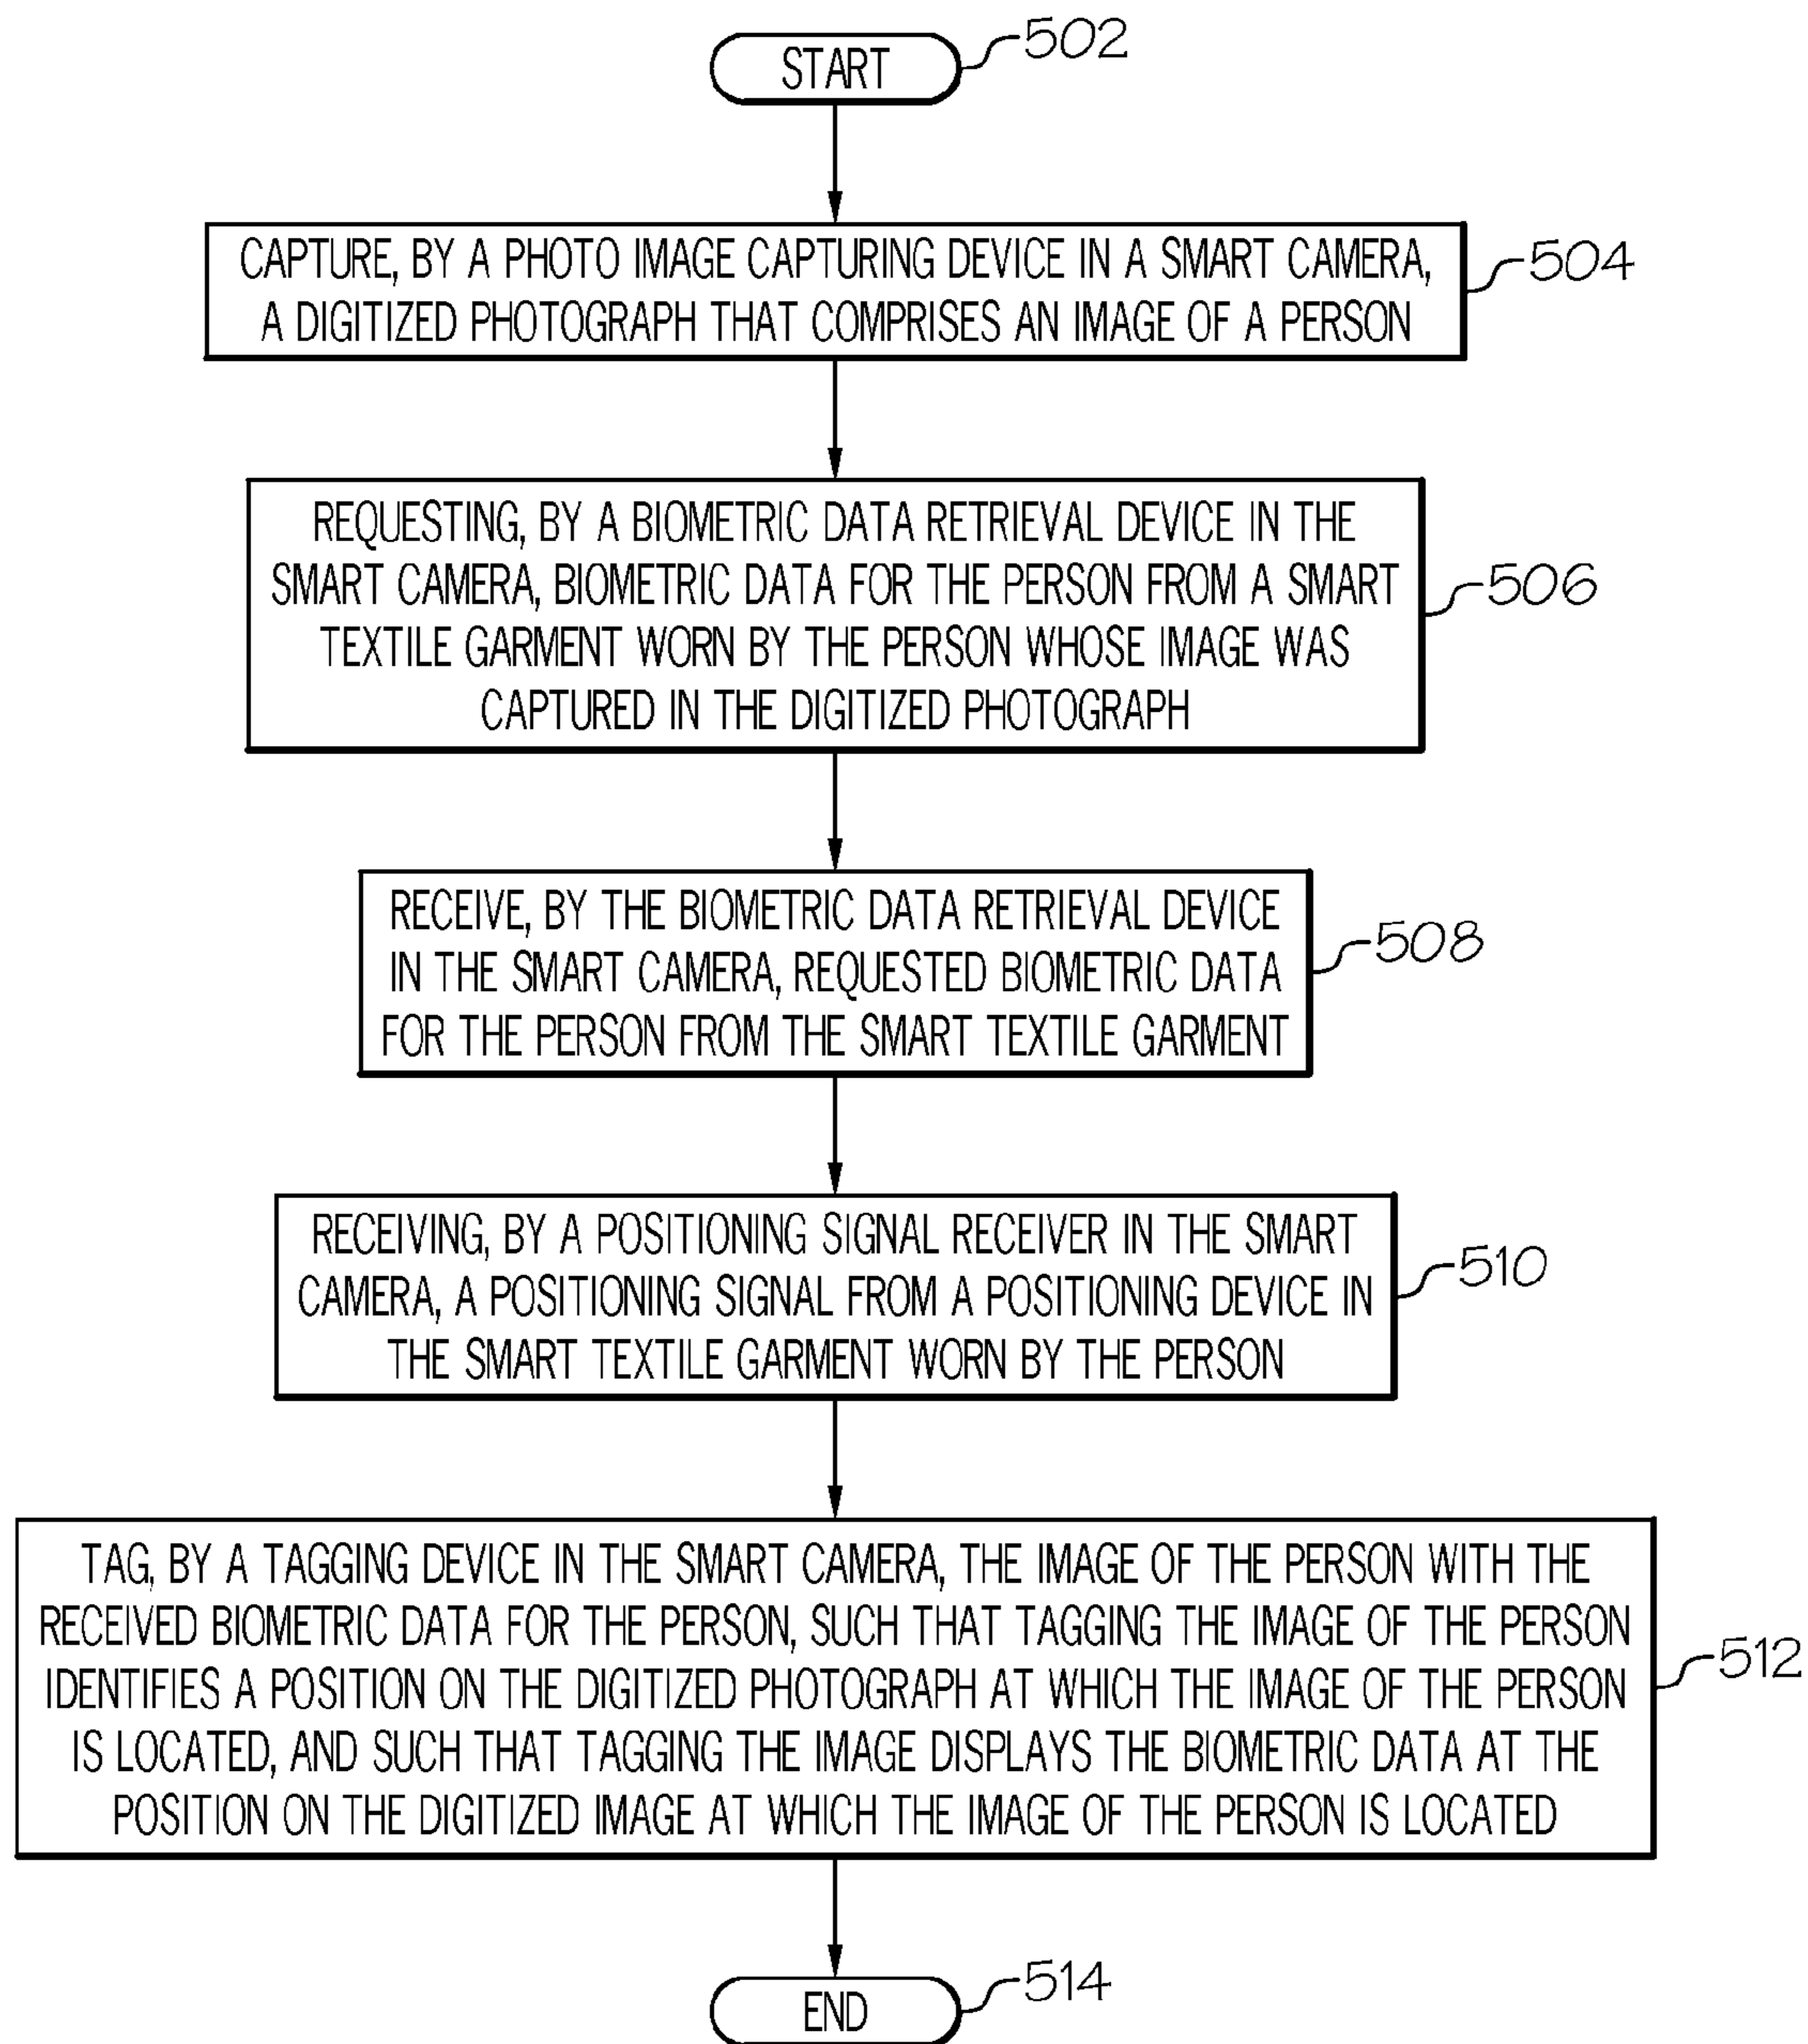 START
502
CAPTURE, BY A PHOTO IMAGE CAPTURING DEVICE IN A SMART CAMERA,
A DIGITIZED PHOTOGRAPH THAT COMPRISES AN IMAGE OF A PERSON
504
REQUESTING, BY A BIOMETRIC DATA RETRIEVAL DEVICE IN THE
SMART CAMERA, BIOMETRIC DATA FOR THE PERSON FROM A SMART
TEXTILE GARMENT WORN BY THE PERSON WHOSE IMAGE WAS
CAPTURED IN THE DIGITIZED PHOTOGRAPH
506
RECEIVE, BY THE BIOMETRIC DATA RETRIEVAL DEVICE
IN THE SMART CAMERA, REQUESTED BIOMETRIC DATA
FOR THE PERSON FROM THE SMART TEXTILE GARMENT
508
RECEIVING, BY A POSITIONING SIGNAL RECEIVER IN THE SMART
CAMERA, A POSITIONING SIGNAL FROM A POSITIONING DEVICE IN
THE SMART TEXTILE GARMENT WORN BY THE PERSON
510
TAG, BY A TAGGING DEVICE IN THE SMART CAMERA, THE IMAGE OF THE PERSON WITH THE
RECEIVED BIOMETRIC DATA FOR THE PERSON, SUCH THAT TAGGING THE IMAGE OF THE PERSON
IDENTIFIES A POSITION ON THE DIGITIZED PHOTOGRAPH AT WHICH THE IMAGE OF THE PERSON
IS LOCATED, AND SUCH THAT TAGGING THE IMAGE DISPLAYS THE BIOMETRIC DATA AT THE
POSITION ON THE DIGITIZED IMAGE AT WHICH THE IMAGE OF THE PERSON IS LOCATED
512
END
514